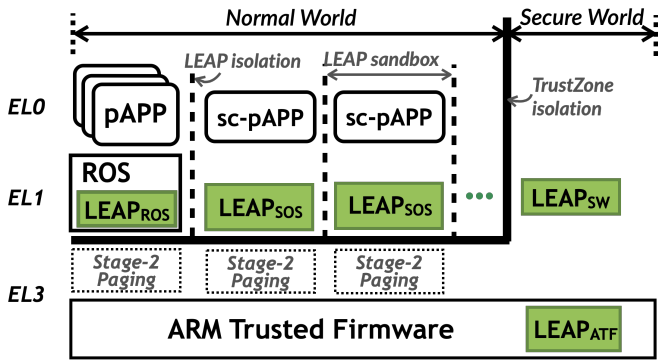 Normal World
Secure World
LEAP isolation
LEAP sandbox
TrustZone
isolation
EL0
pAPP
sc-pAPP
sc-pAPP
EL1
ROS
LEAPROS
LEAPSOS
LEAPSOS
LEAPSW
Stage-2
Paging
Stage-2
Paging
Stage-2
Paging
EL3
ARM Trusted Firmware
LEAPATF